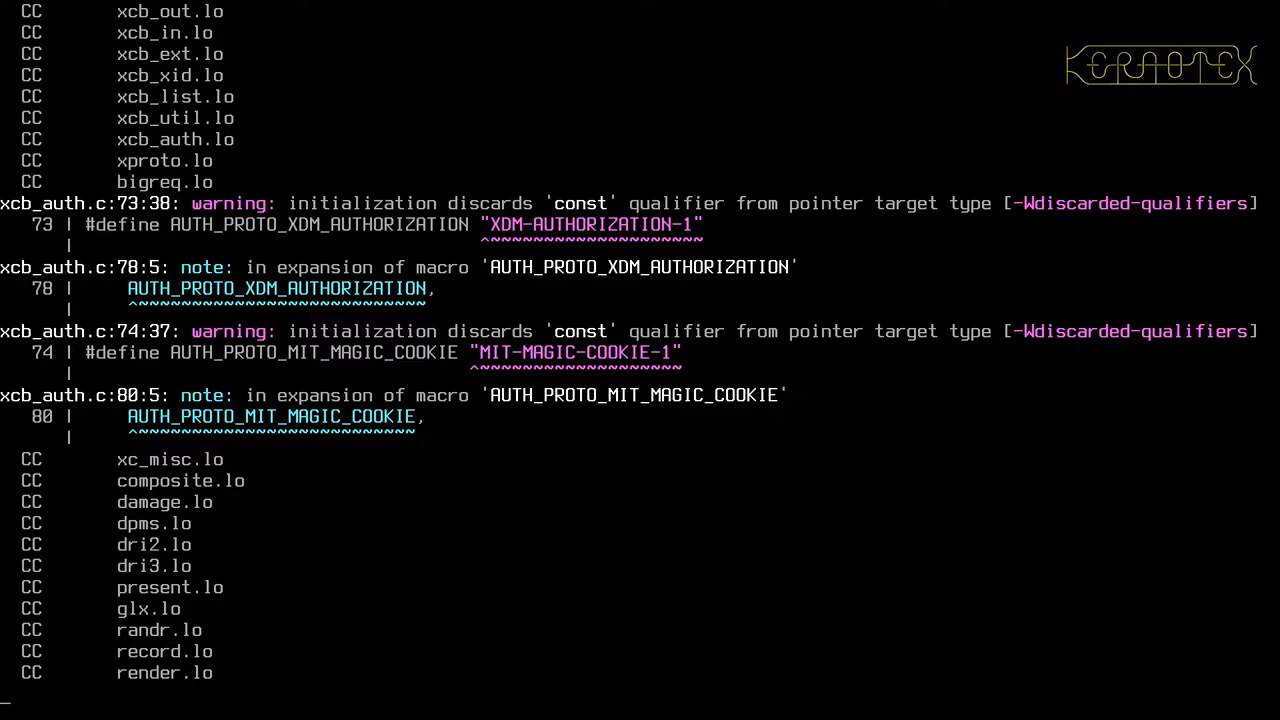 CC xcb_out.lo
CC xcb_in.lo
CC xcb_ext.lo
CC xcb_xid.lo
CC xcb_list.lo
CC xcb_util.lo
CC xcb_auth.lo
CC xproto.lo
CC bigreq.lo
KERAOTEX
xcb_auth.c:73:38: warning: initialization discards 'const' qualifier from pointer target type [-Wdiscarded-qualifiers]
73 | #define AUTH_PROTO_XDM_AUTHORIZATION "XDM-AUTHORIZATION-1"
| ^~~~~~~~~~~~~~~~~~~~~
xcb_auth.c:78:5: note: in expansion of macro 'AUTH_PROTO_XDM_AUTHORIZATION'
78 | AUTH_PROTO_XDM_AUTHORIZATION,
| ^~~~~~~~~~~~~~~~~~~~~~~~~~~~
xcb_auth.c:74:37: warning: initialization discards 'const' qualifier from pointer target type [-Wdiscarded-qualifiers]
74 | #define AUTH_PROTO_MIT_MAGIC_COOKIE "MIT-MAGIC-COOKIE-1"
| ^~~~~~~~~~~~~~~~~~~~
xcb_auth.c:80:5: note: in expansion of macro 'AUTH_PROTO_MIT_MAGIC_COOKIE'
80 | AUTH_PROTO_MIT_MAGIC_COOKIE,
| ^~~~~~~~~~~~~~~~~~~~~~~~~~~
CC xc_misc.lo
CC composite.lo
CC damage.lo
CC dpms.lo
CC dri2.lo
CC dri3.lo
CC present.lo
CC glx.lo
CC randr.lo
CC record.lo
CC render.lo
_